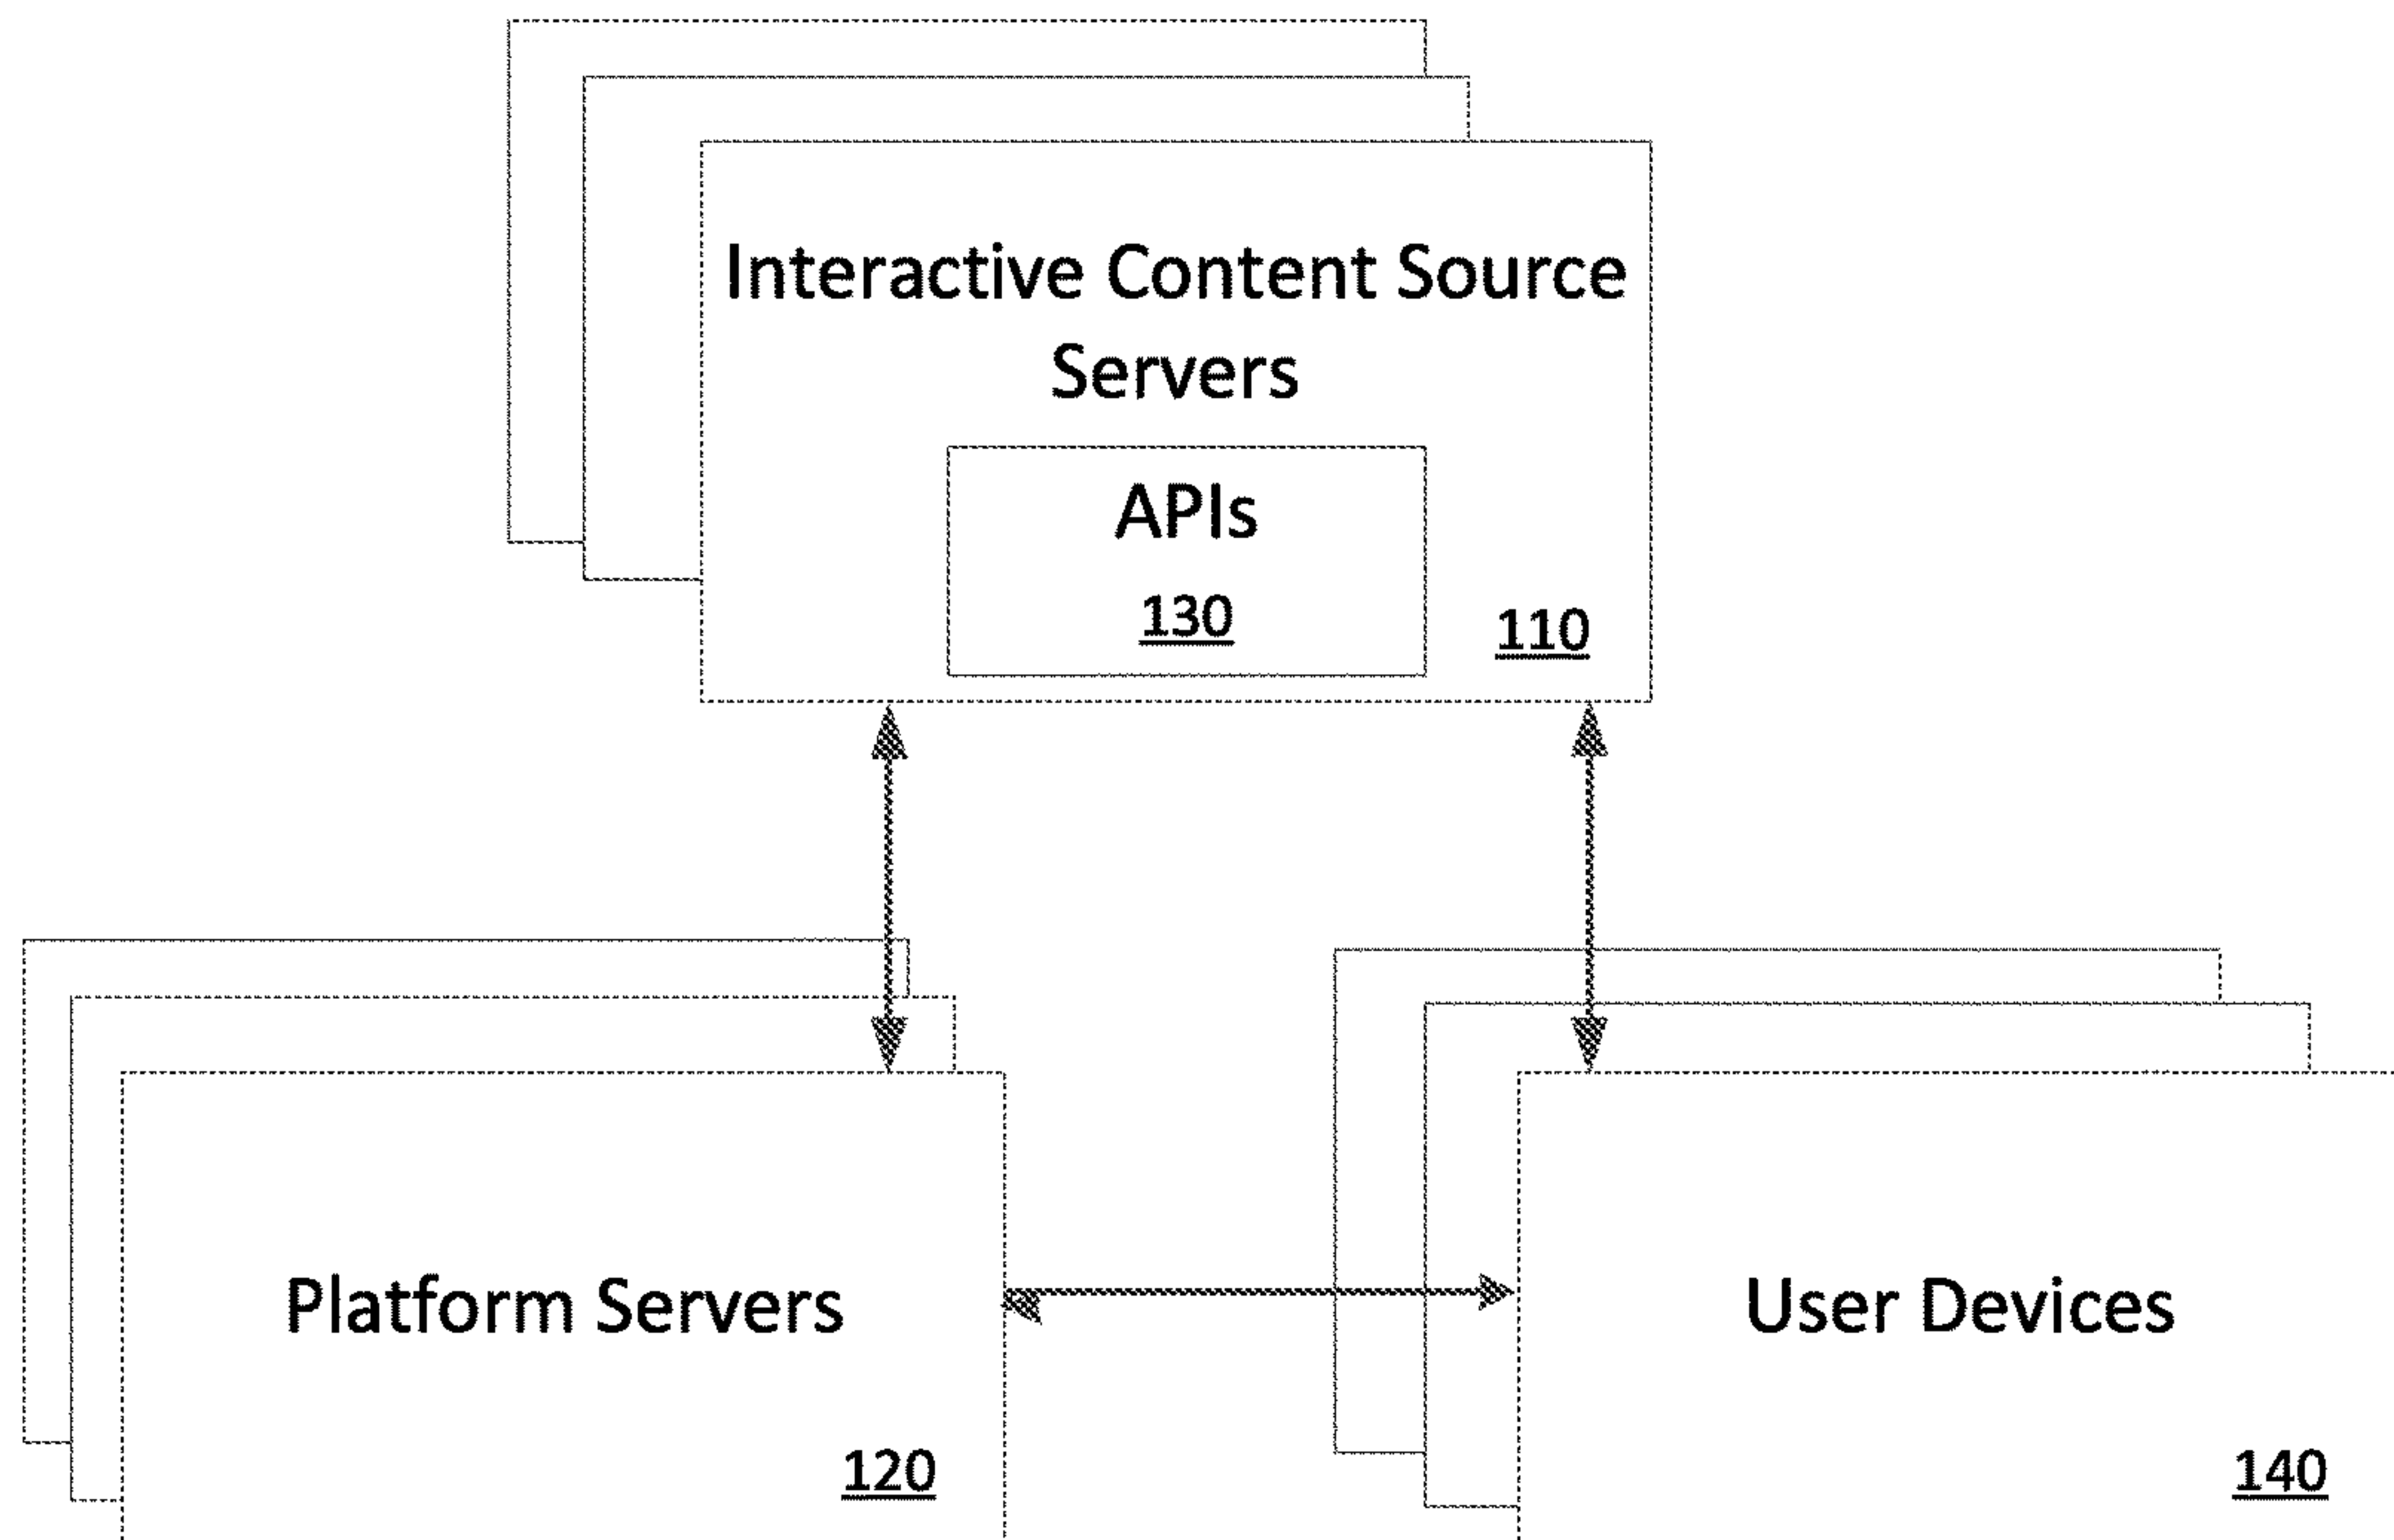 Interactive Content Source
Servers
APIs
130
110
Platform Servers
120
User Devices
140